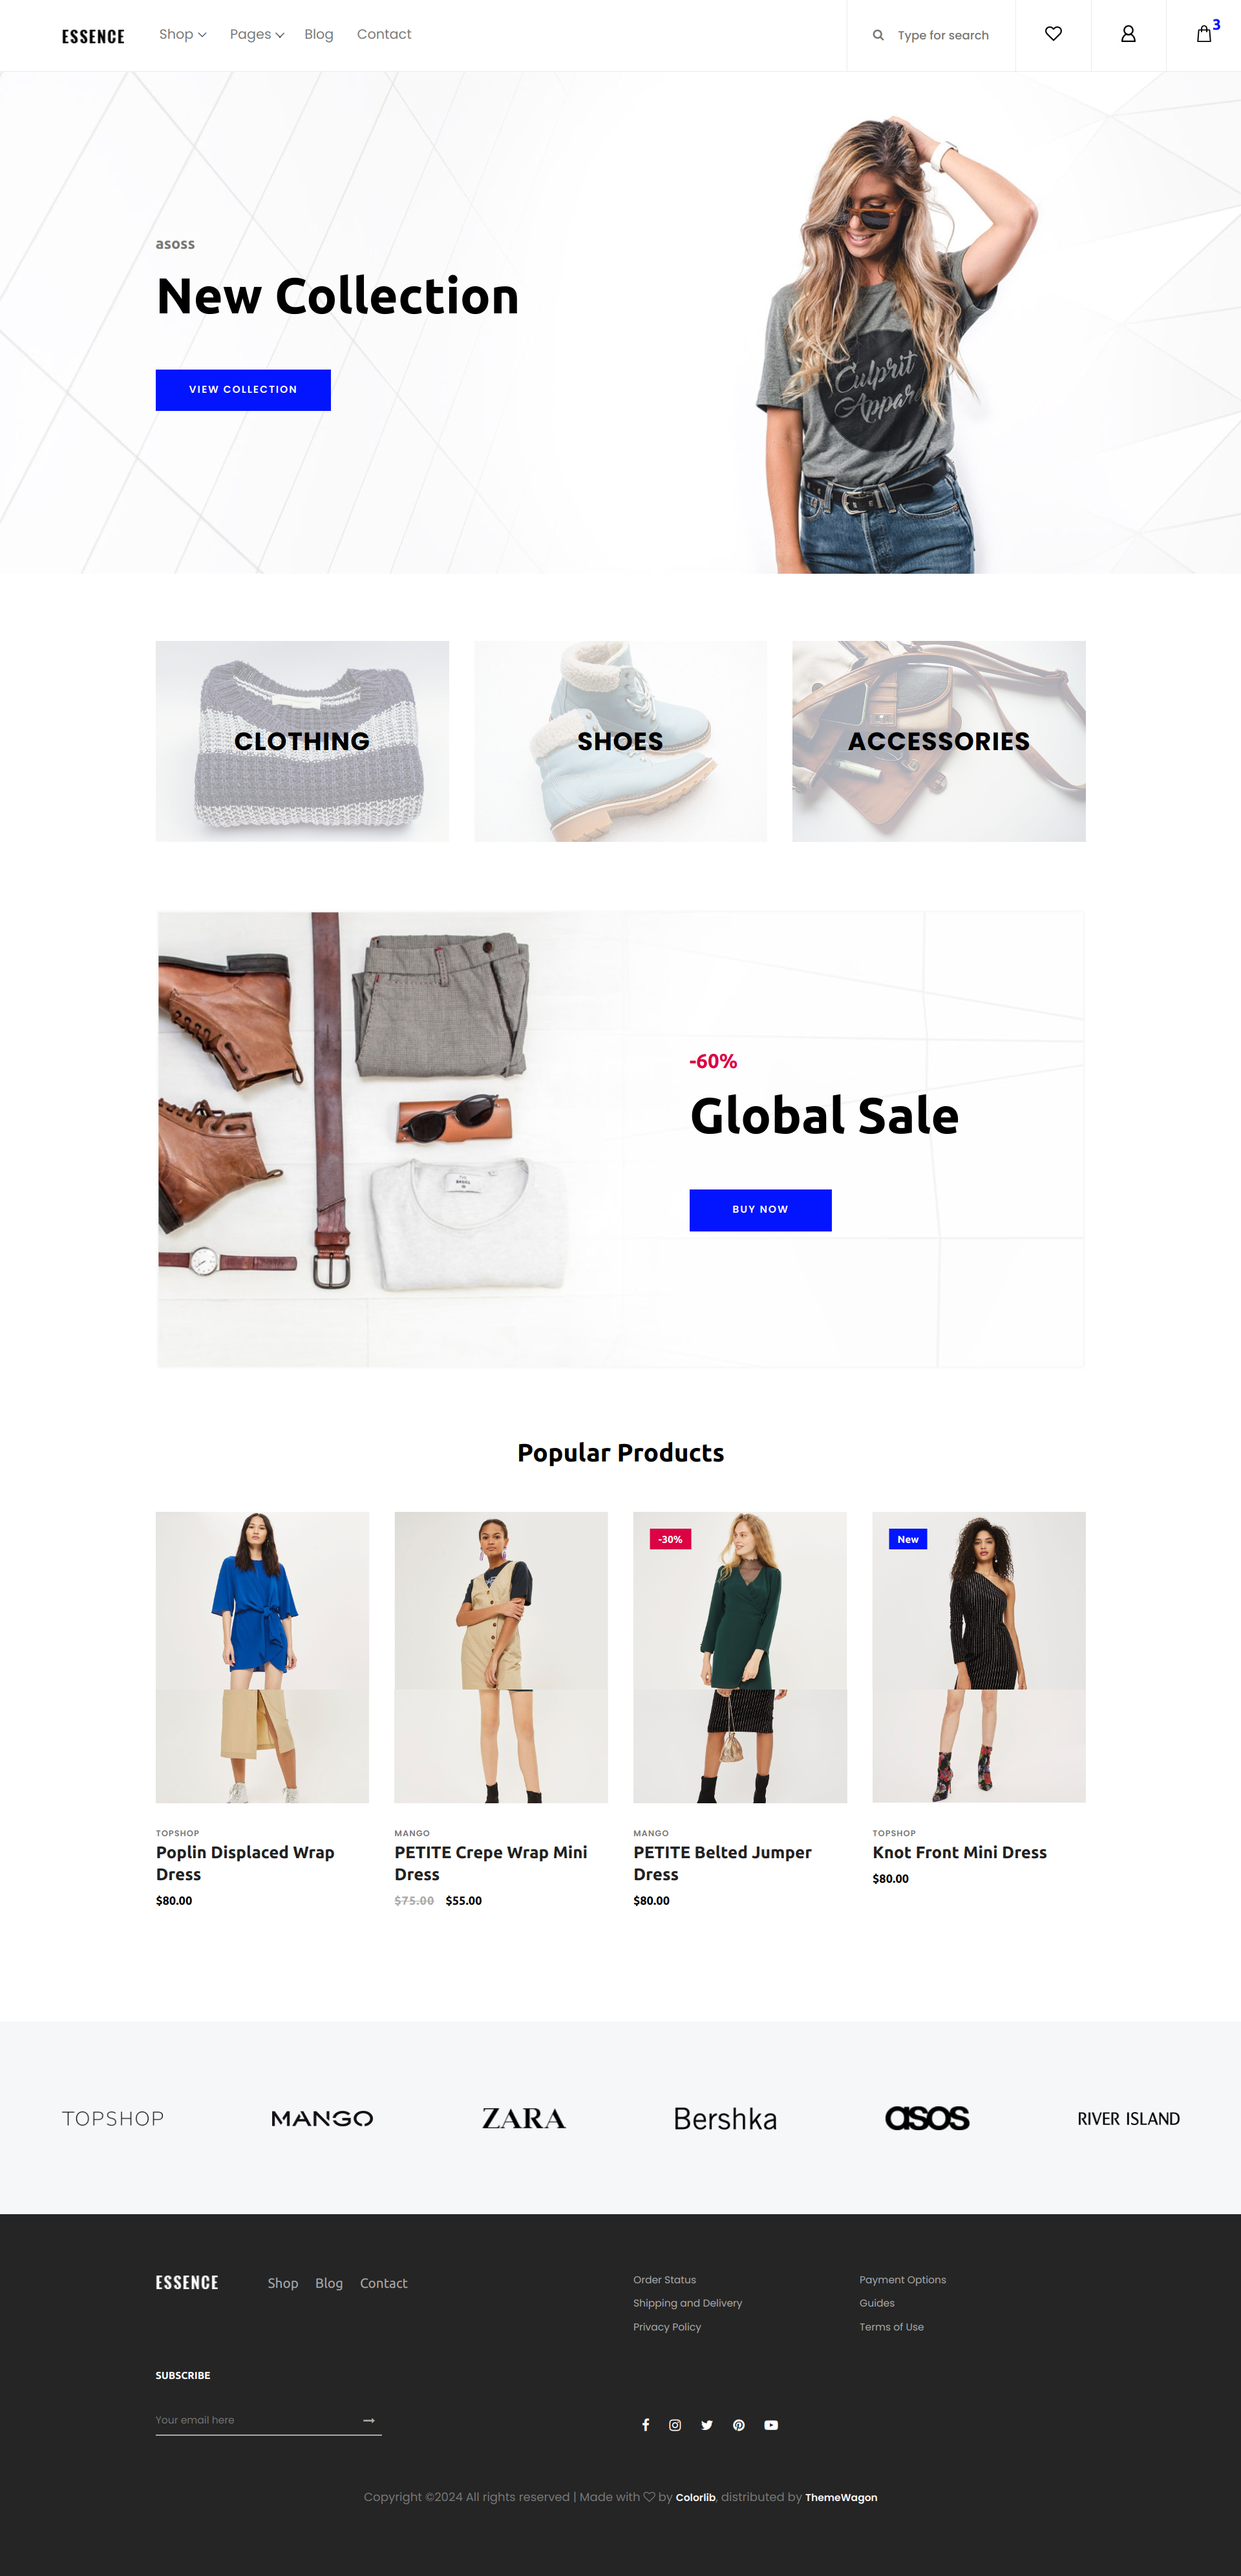 ESSENCE
Shop
Pages
Blog
Contact
Type for search
3
asoss
New Collection
VIEW COLLECTION
Culprit
Appare
CLOTHING
SHOES
ACCESSORIES
-60%
Global Sale
BUY NOW
Popular Products
-30%
New
TOPSHOP
Poplin Displaced Wrap
Dress
$80.00
MANGO
PETITE Crepe Wrap Mini
Dress
$75.00 $55.00
MANGO
PETITE Belted Jumper
Dress
$80.00
TOPSHOP
Knot Front Mini Dress
$80.00
TOPSHOP
MANGO
ZARA
Bershka
asos
RIVER ISLAND
ESSENCE
Shop
Blog
Contact
Order Status
Shipping and Delivery
Privacy Policy
Payment Options
Guides
Terms of Use
SUBSCRIBE
Your email here
Copyright ©2024 All rights reserved | Made with ♡ by Colorlib, distributed by ThemeWagon